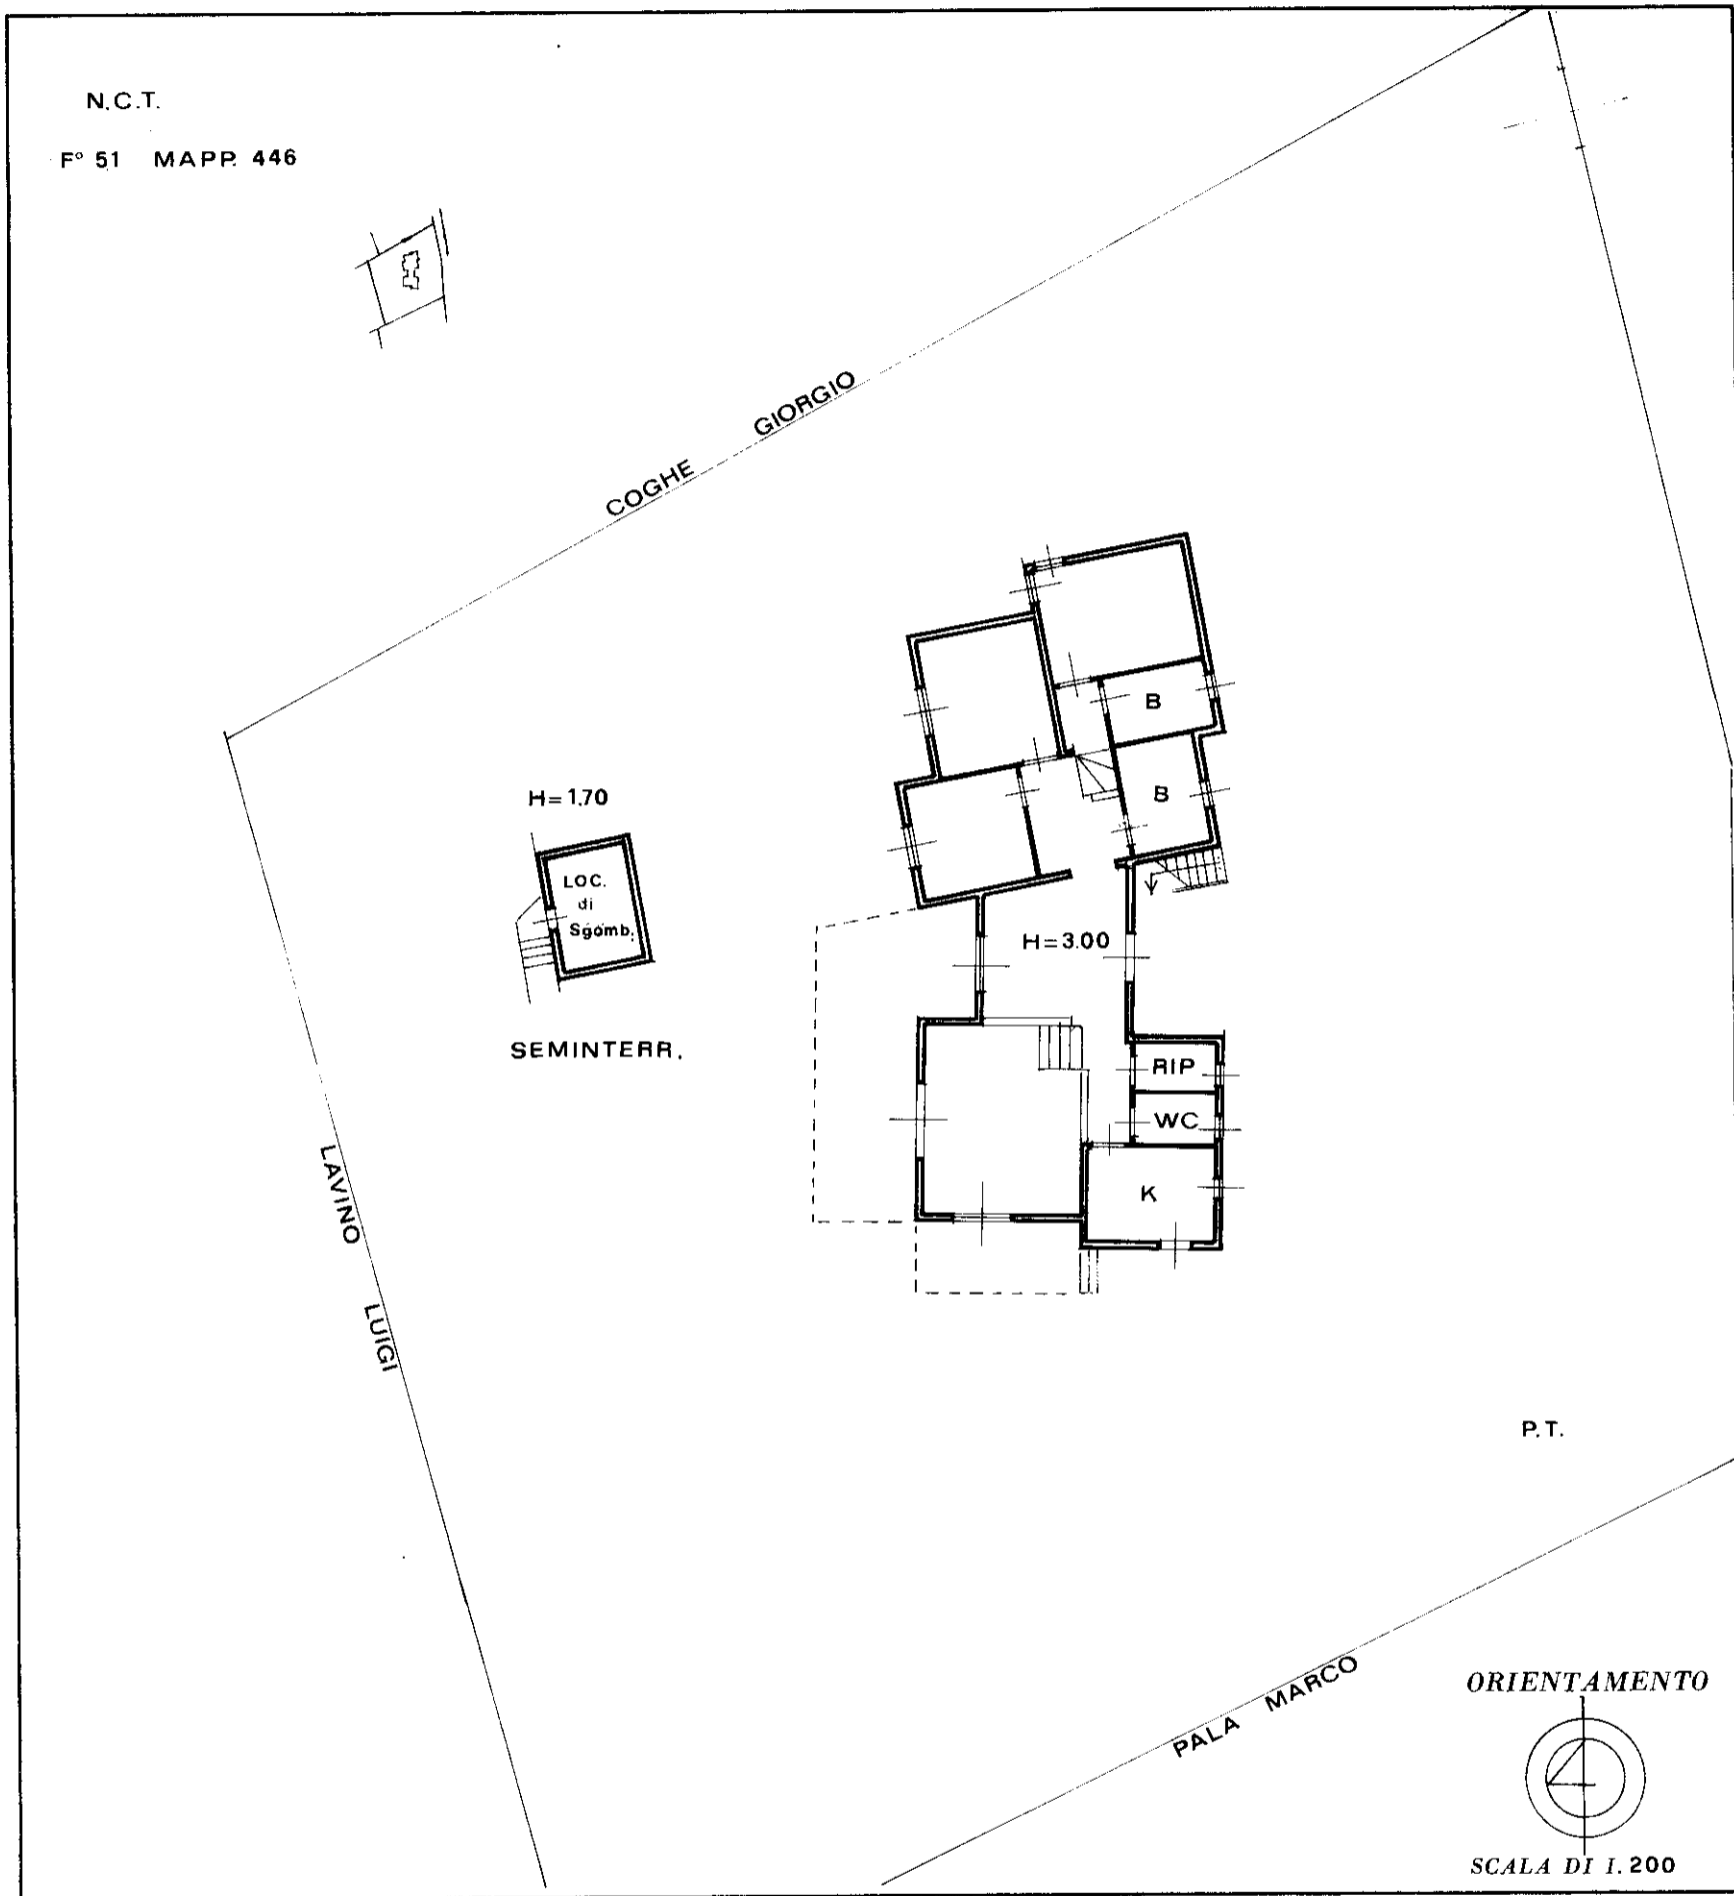 N.C.T.
F° 51 MAPP. 446
COGHE GIORGIO
B
B
H=1.70
LOC.
di
Sgomb.
SEMINTERR.
H=3.00
RIP
WC
K
LAVINO LUIGI
P.T.
PALA MARCO
ORIENTAMENTO
SCALA DI 1.200